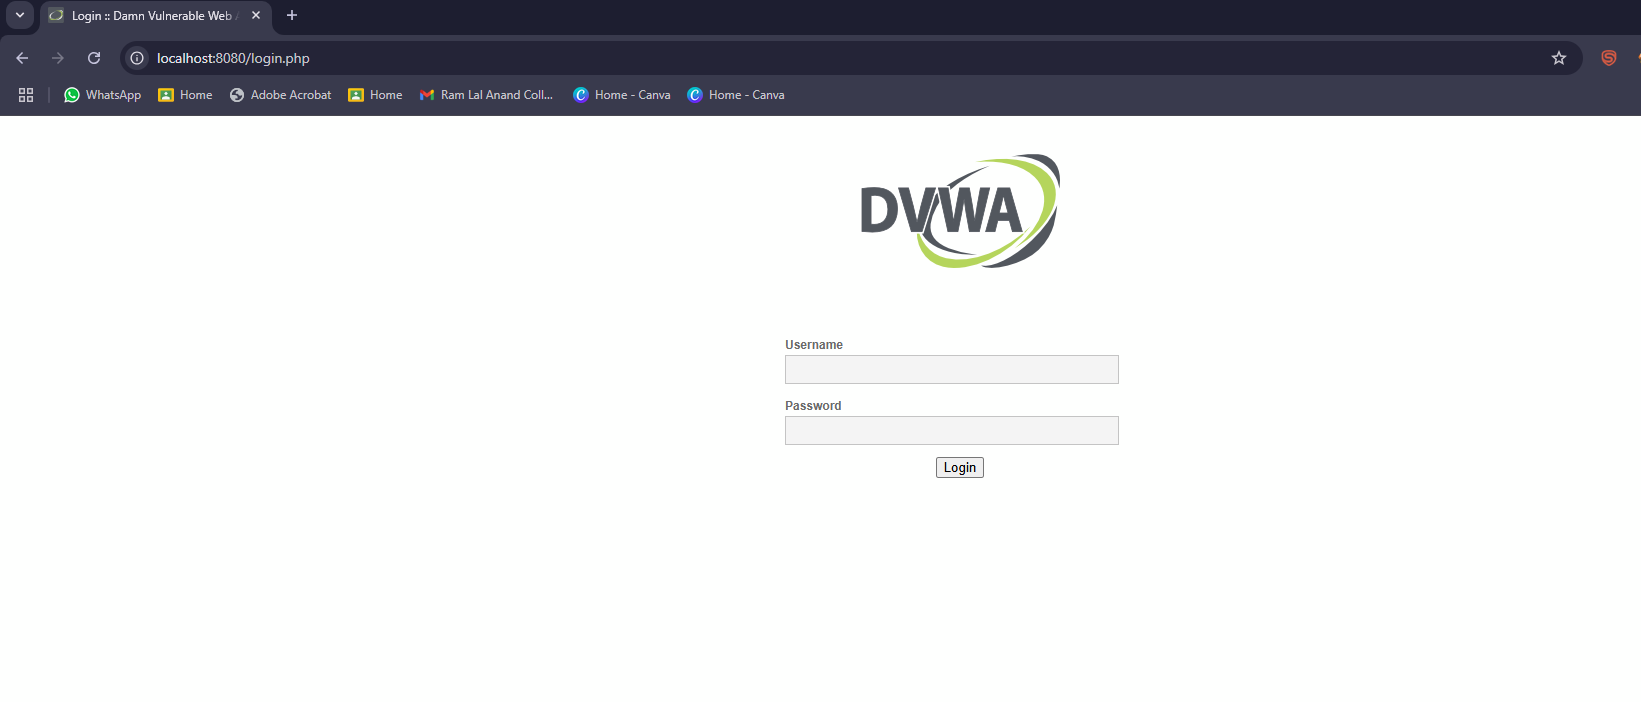 Login :: Damn Vulnerable Web
localhost:8080/login.php
WhatsApp Home Adobe Acrobat Home Ram Lal Anand Coll... Home - Canva Home - Canva
DVWA
Username
Password
Login